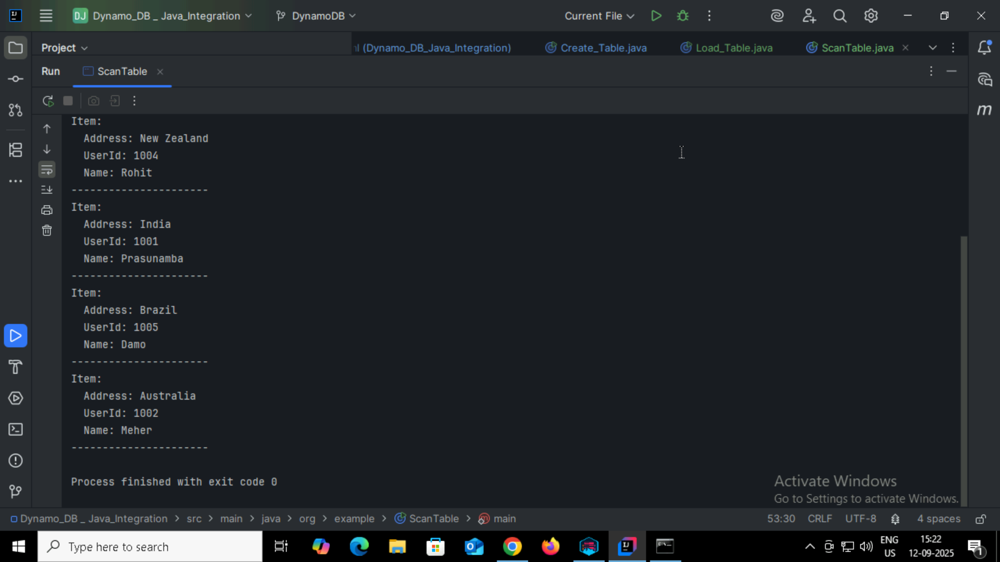 DJ Dynamo_DB _ Java_Integration DynamoDB Current File
Project (Dynamo_DB_Java_Integration) Create_Table.java Load_Table.java ScanTable.java
Run ScanTable
Item:
Address: New Zealand
UserId: 1004
Name: Rohit
----------------------
Item:
Address: India
UserId: 1001
Name: Prasunamba
----------------------
Item:
Address: Brazil
UserId: 1005
Name: Damo
----------------------
Item:
Address: Australia
UserId: 1002
Name: Meher
----------------------
Process finished with exit code 0
Activate Windows
Go to Settings to activate Windows.
Dynamo_DB _ Java_Integration > src > main > java > org > example > ScanTable > main 53:30 CRLF UTF-8 4 spaces
Type here to search
ENG
US
15:22
12-09-2025
1